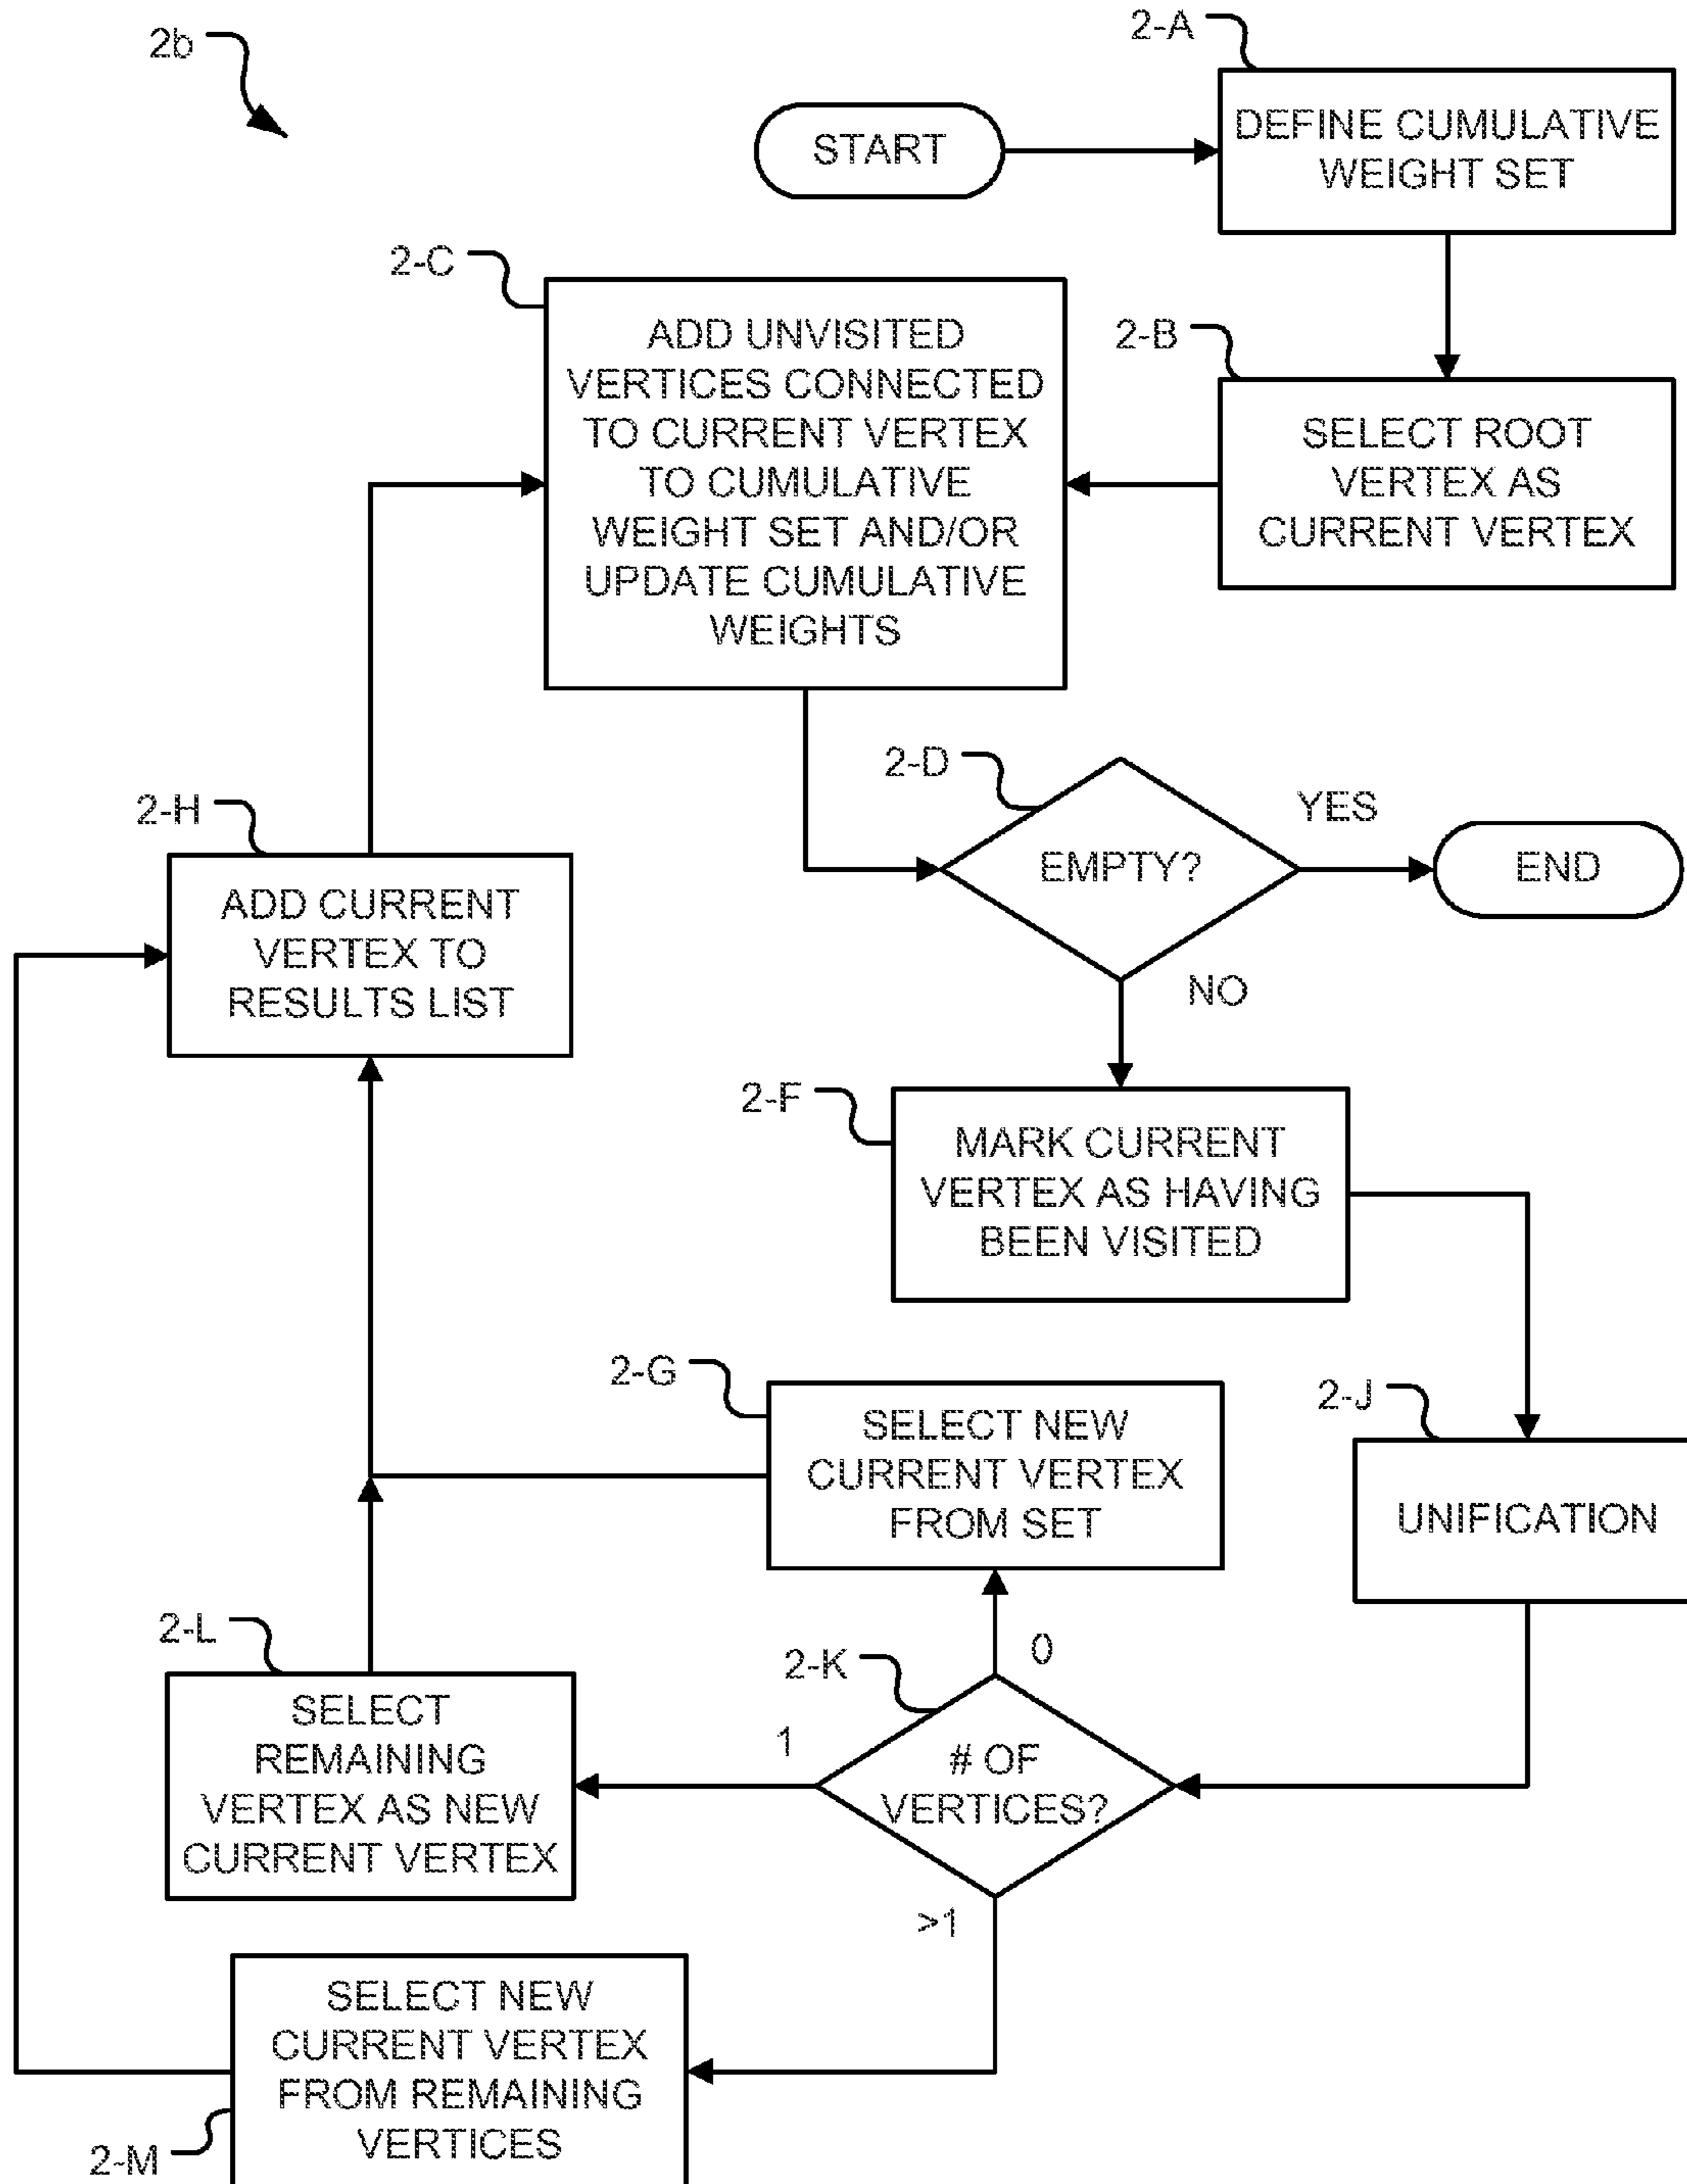 2b
2-A
START
DEFINE CUMULATIVE
WEIGHT SET
2-C
ADD UNVISITED
VERTICES CONNECTED
TO CURRENT VERTEX
TO CUMULATIVE
WEIGHT SET AND/OR
UPDATE CUMULATIVE
WEIGHTS
2-B
SELECT ROOT
VERTEX AS
CURRENT VERTEX
2-D
EMPTY?
YES
END
NO
2-H
ADD CURRENT
VERTEX TO
RESULTS LIST
2-F
MARK CURRENT
VERTEX AS HAVING
BEEN VISITED
2-G
SELECT NEW
CURRENT VERTEX
FROM SET
2-J
UNIFICATION
2-L
SELECT
REMAINING
VERTEX AS NEW
CURRENT VERTEX
2-K
0
1
# OF
VERTICES?
>1
SELECT NEW
CURRENT VERTEX
FROM REMAINING
VERTICES
2-M